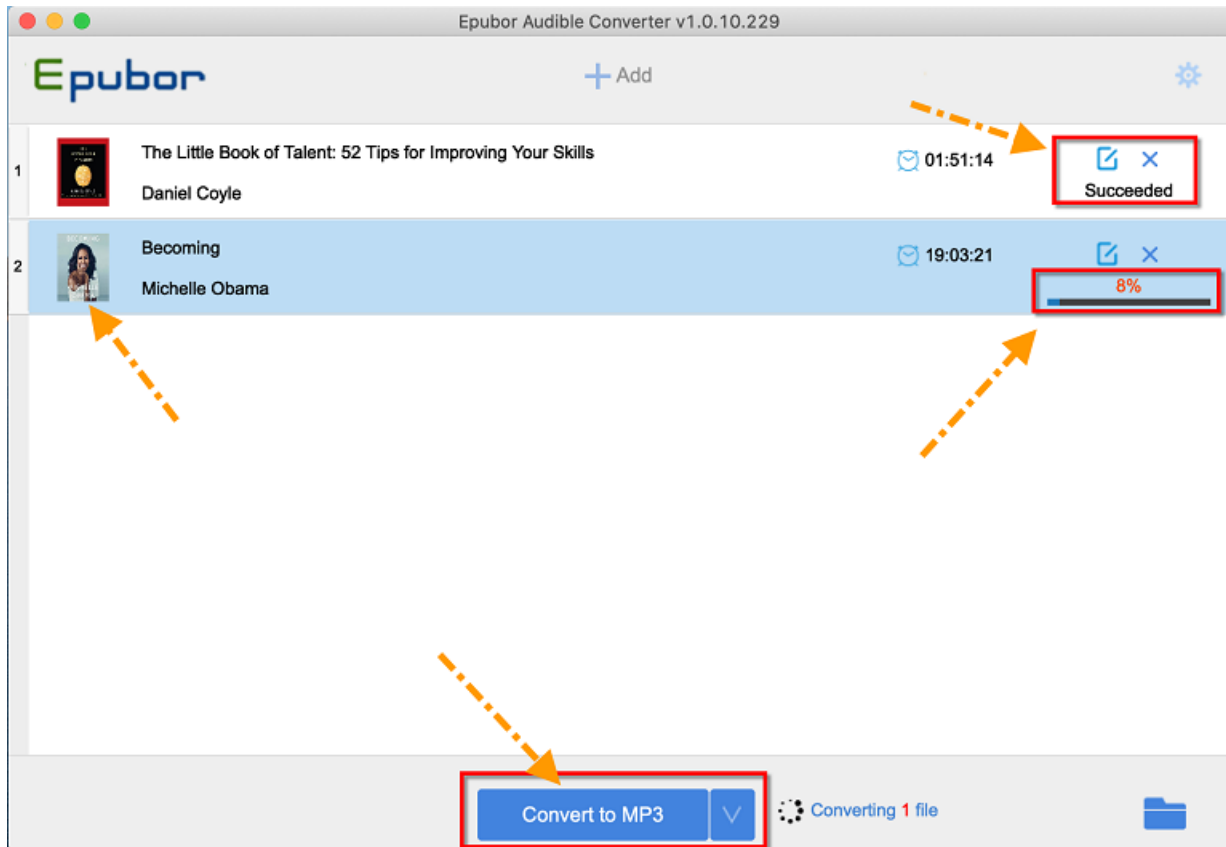 Epubor Audible Converter v1.0.10.229
Epubor
Add
1
The Little Book of Talent: 52 Tips for Improving Your Skills
01:51:14
Daniel Coyle
Succeeded
2
BECOMING
Becoming
19:03:21
Michelle Obama
8%
Convert to MP3
Converting 1 file